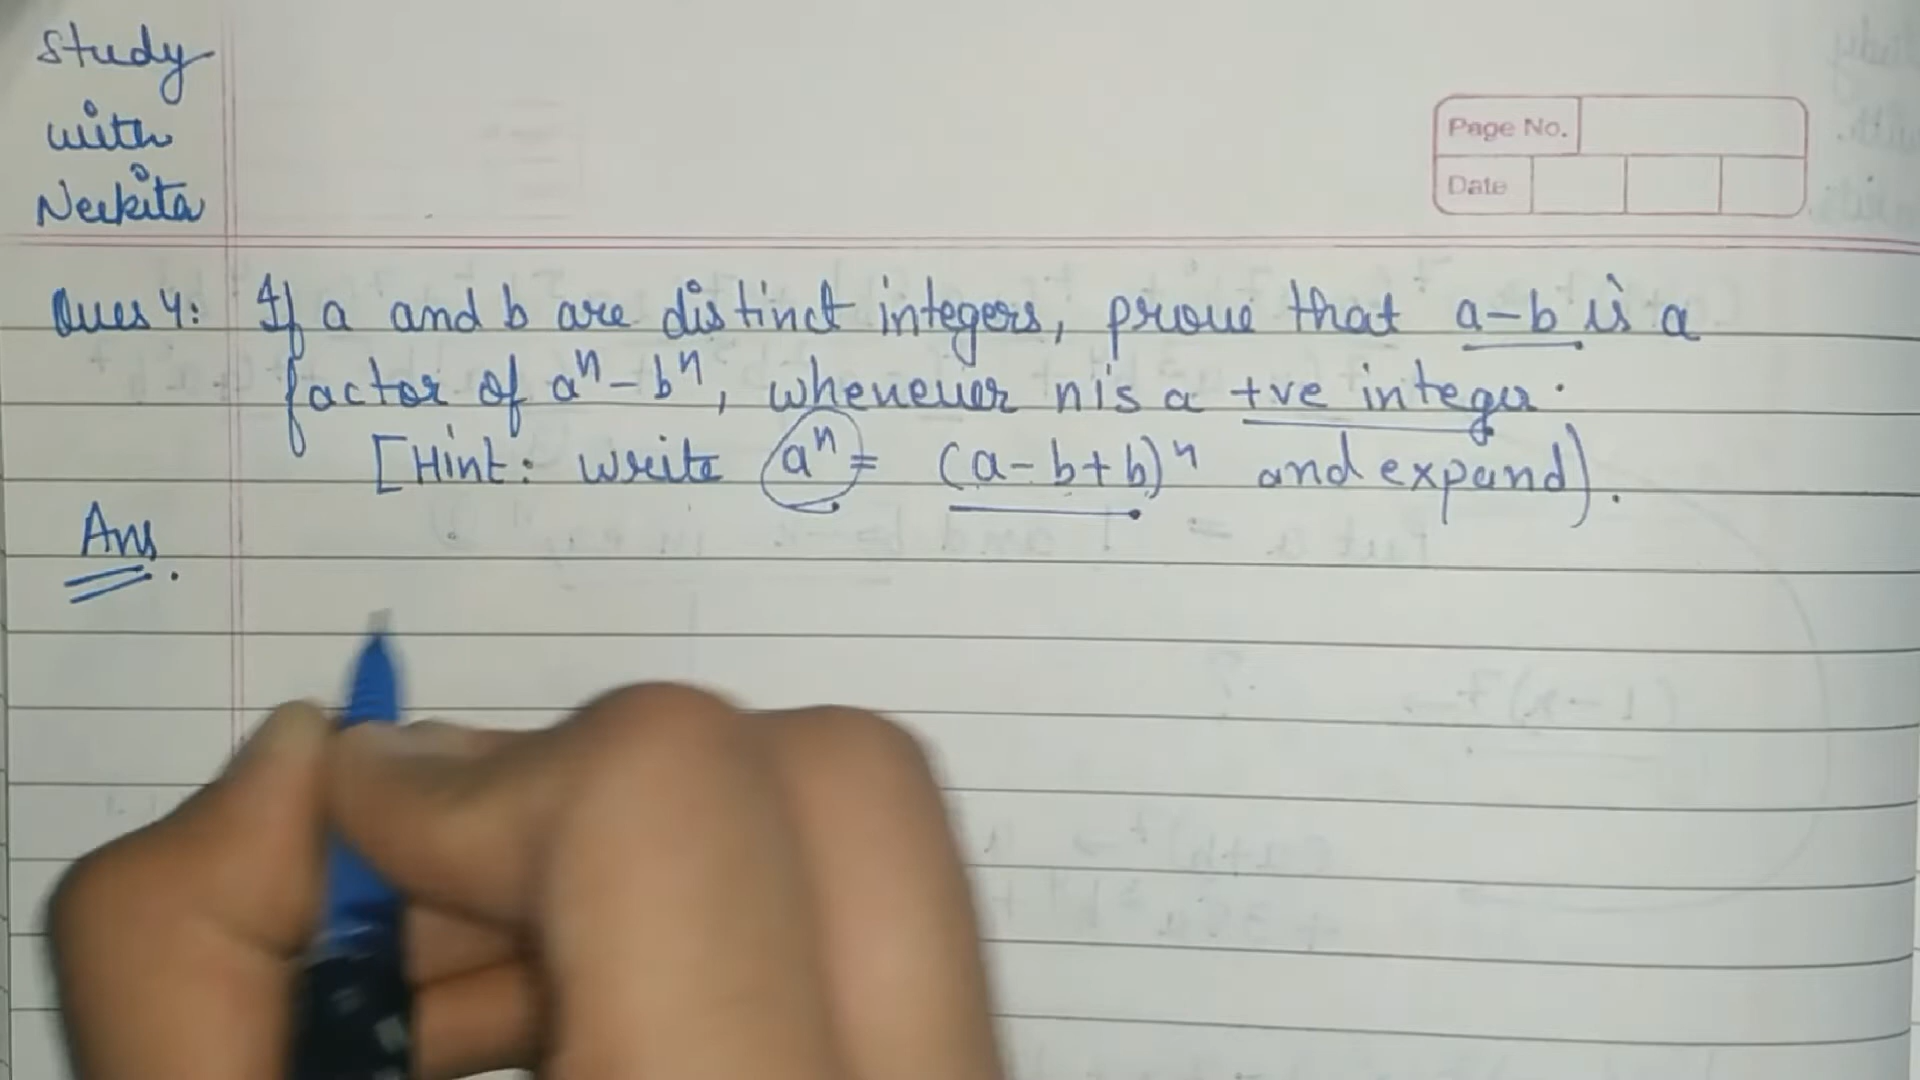 Study
with
Neekita
Page No.
Date
Ques 4: If a and b are distinct integers, prove that a-b is a
factor of aⁿ-bⁿ, whenever n is a +ve integer.
[Hint: write aⁿ = (a-b+b)ⁿ and expand].
Ans.